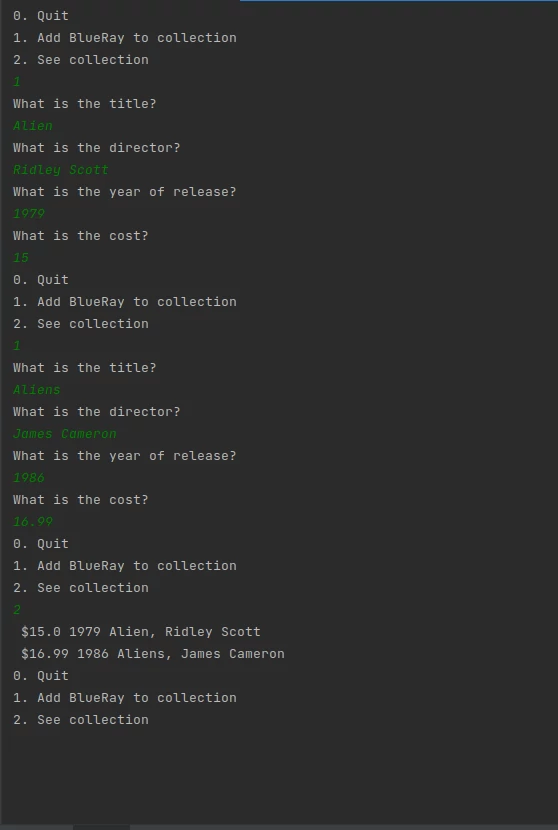 0. Quit
1. Add BlueRay to collection
2. See collection
1
What is the title?
Alien
What is the director?
Ridley Scott
What is the year of release?
1979
What is the cost?
15
0. Quit
1. Add BlueRay to collection
2. See collection
1
What is the title?
Aliens
What is the director?
James Cameron
What is the year of release?
1986
What is the cost?
16.99
0. Quit
1. Add BlueRay to collection
2. See collection
2
$15.0 1979 Alien, Ridley Scott
$16.99 1986 Aliens, James Cameron
0. Quit
1. Add BlueRay to collection
2. See collection